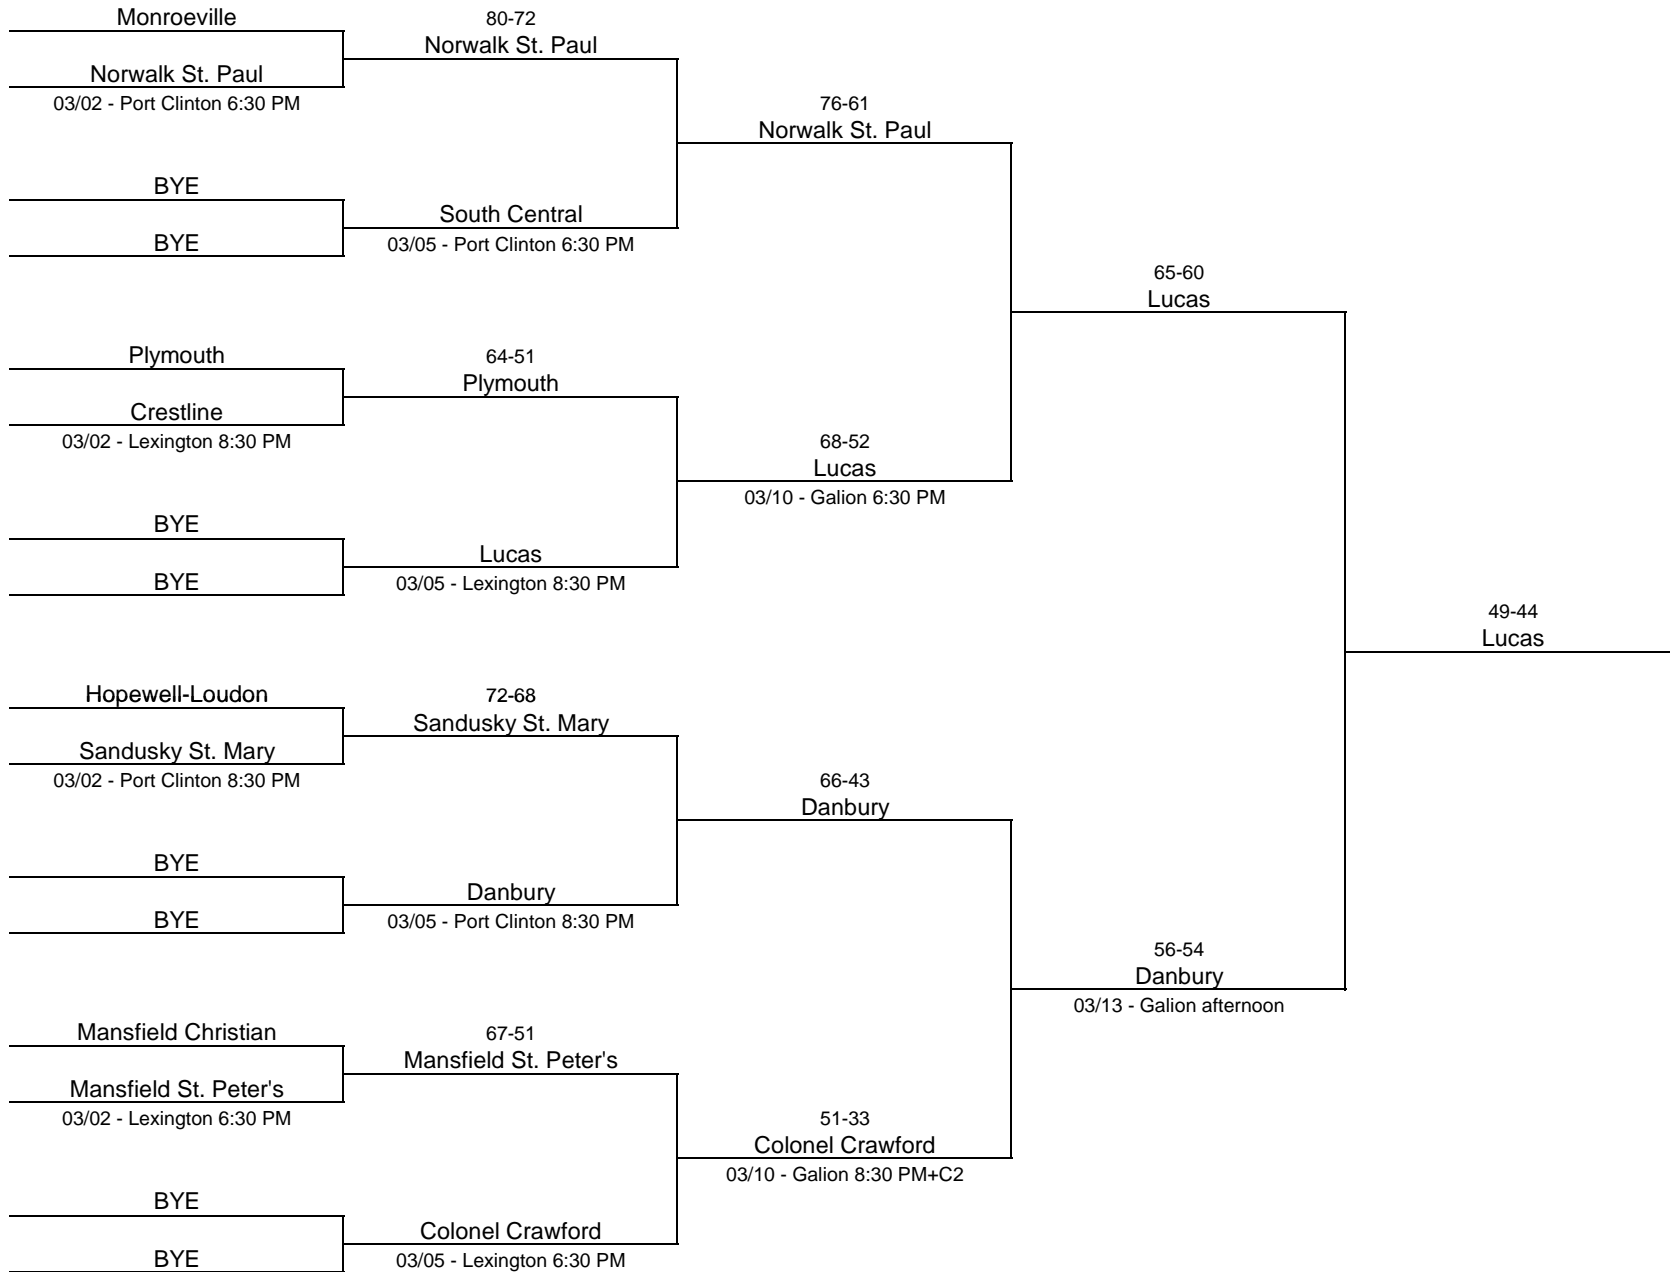 Monroeville
80-72
Norwalk St. Paul
Norwalk St. Paul
03/02 - Port Clinton 6:30 PM
76-61
Norwalk St. Paul
BYE
South Central
BYE
03/05 - Port Clinton 6:30 PM
65-60
Lucas
Plymouth
64-51
Plymouth
Crestline
03/02 - Lexington 8:30 PM
68-52
Lucas
03/10 - Galion 6:30 PM
BYE
Lucas
BYE
03/05 - Lexington 8:30 PM
49-44
Lucas
Hopewell-Loudon
72-68
Sandusky St. Mary
Sandusky St. Mary
03/02 - Port Clinton 8:30 PM
66-43
Danbury
BYE
Danbury
BYE
03/05 - Port Clinton 8:30 PM
56-54
Danbury
03/13 - Galion afternoon
Mansfield Christian
67-51
Mansfield St. Peter's
Mansfield St. Peter's
03/02 - Lexington 6:30 PM
51-33
Colonel Crawford
03/10 - Galion 8:30 PM+C2
BYE
Colonel Crawford
BYE
03/05 - Lexington 6:30 PM